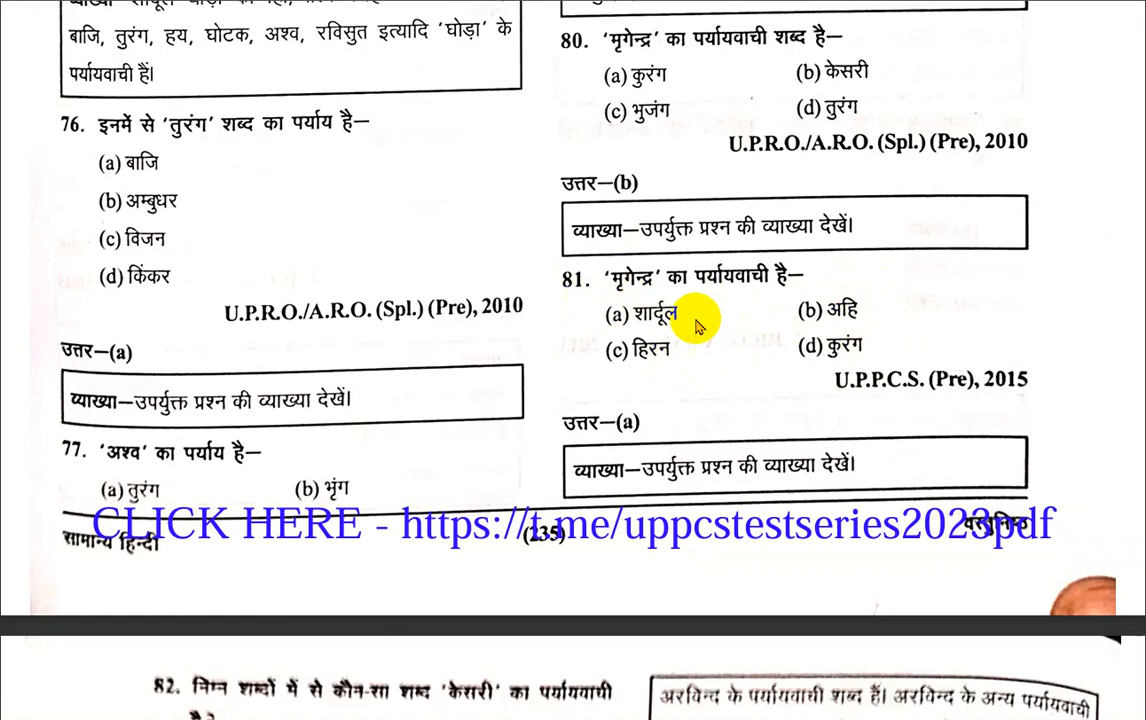 बाजि, तुरंग, हय, घोटक, अश्व, रविसुत इत्यादि 'घोड़ा' के
पर्यायवाची हैं।
76. इनमें से 'तुरंग' शब्द का पर्याय है—
(a) बाजि
(b) अम्बुधर
(c) विजन
(d) किंकर
U.P.R.O./A.R.O. (Spl.) (Pre), 2010
उत्तर—(a)
व्याख्या—उपर्युक्त प्रश्न की व्याख्या देखें।
77. 'अश्व' का पर्याय है—
(a) तुरंग (b) भृंग
80. 'मृगेन्द्र' का पर्यायवाची शब्द है—
(a) कुरंग (b) केसरी
(c) भुजंग (d) तुरंग
U.P.R.O./A.R.O. (Spl.) (Pre), 2010
उत्तर—(b)
व्याख्या—उपर्युक्त प्रश्न की व्याख्या देखें।
81. 'मृगेन्द्र' का पर्यायवाची है—
(a) शार्दूल (b) अहि
(c) हिरन (d) कुरंग
U.P.P.C.S. (Pre), 2015
उत्तर—(a)
व्याख्या—उपर्युक्त प्रश्न की व्याख्या देखें।
CLICK HERE - https://t.me/uppcstestseries2023pdf
सामान्य हिन्दी (235) वस्तुनिष्ठ
82. निम्न शब्दों में से कौन-सा शब्द 'केसरी' का पर्यायवाची
अरविन्द के पर्यायवाची शब्द हैं। अरविन्द के अन्य पर्यायवाची